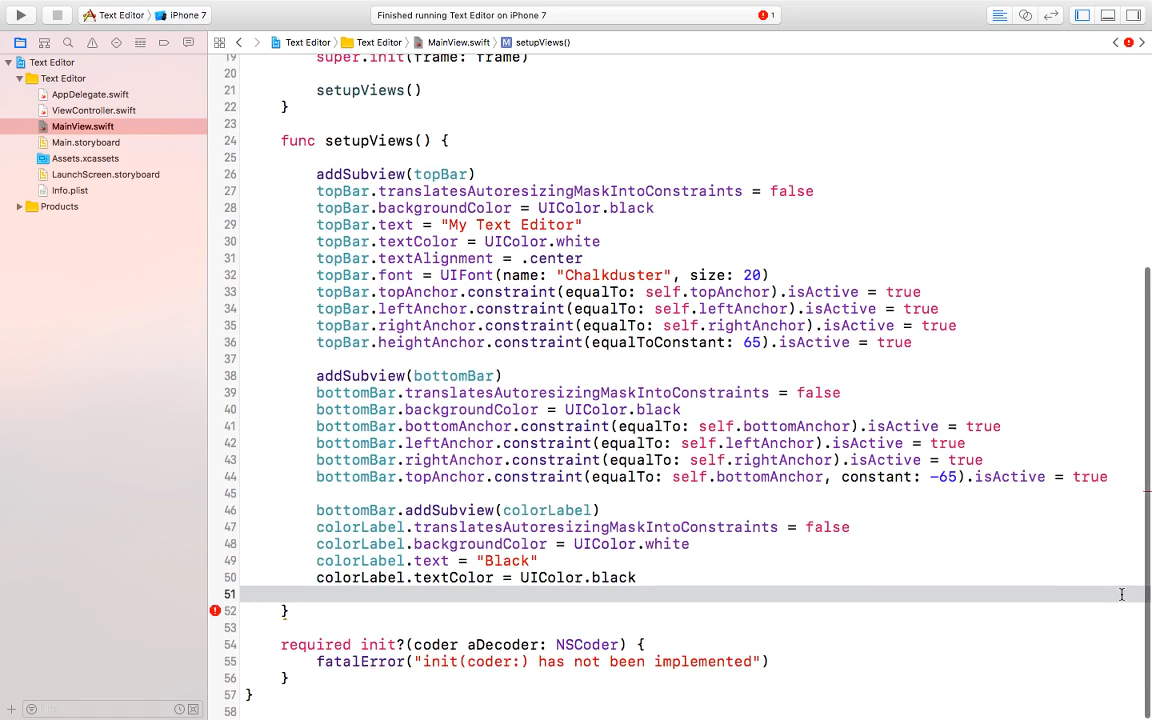 Text Editor iPhone 7
Finished running Text Editor on iPhone 7
1
Text Editor Text Editor MainView.swift M setupViews()
Text Editor
Text Editor
AppDelegate.swift
ViewController.swift
MainView.swift
Main.storyboard
Assets.xcassets
LaunchScreen.storyboard
Info.plist
Products
19 super.init(frame: frame)
20
21 setupViews()
22 }
23
24 func setupViews() {
25
26 addSubview(topBar)
27 topBar.translatesAutoresizingMaskIntoConstraints = false
28 topBar.backgroundColor = UIColor.black
29 topBar.text = "My Text Editor"
30 topBar.textColor = UIColor.white
31 topBar.textAlignment = .center
32 topBar.font = UIFont(name: "Chalkduster", size: 20)
33 topBar.topAnchor.constraint(equalTo: self.topAnchor).isActive = true
34 topBar.leftAnchor.constraint(equalTo: self.leftAnchor).isActive = true
35 topBar.rightAnchor.constraint(equalTo: self.rightAnchor).isActive = true
36 topBar.heightAnchor.constraint(equalToConstant: 65).isActive = true
37
38 addSubview(bottomBar)
39 bottomBar.translatesAutoresizingMaskIntoConstraints = false
40 bottomBar.backgroundColor = UIColor.black
41 bottomBar.bottomAnchor.constraint(equalTo: self.bottomAnchor).isActive = true
42 bottomBar.leftAnchor.constraint(equalTo: self.leftAnchor).isActive = true
43 bottomBar.rightAnchor.constraint(equalTo: self.rightAnchor).isActive = true
44 bottomBar.topAnchor.constraint(equalTo: self.bottomAnchor, constant: -65).isActive = true
45
46 bottomBar.addSubview(colorLabel)
47 colorLabel.translatesAutoresizingMaskIntoConstraints = false
48 colorLabel.backgroundColor = UIColor.white
49 colorLabel.text = "Black"
50 colorLabel.textColor = UIColor.black
51
52 }
53
54 required init?(coder aDecoder: NSCoder) {
55 fatalError("init(coder:) has not been implemented")
56 }
57 }
58